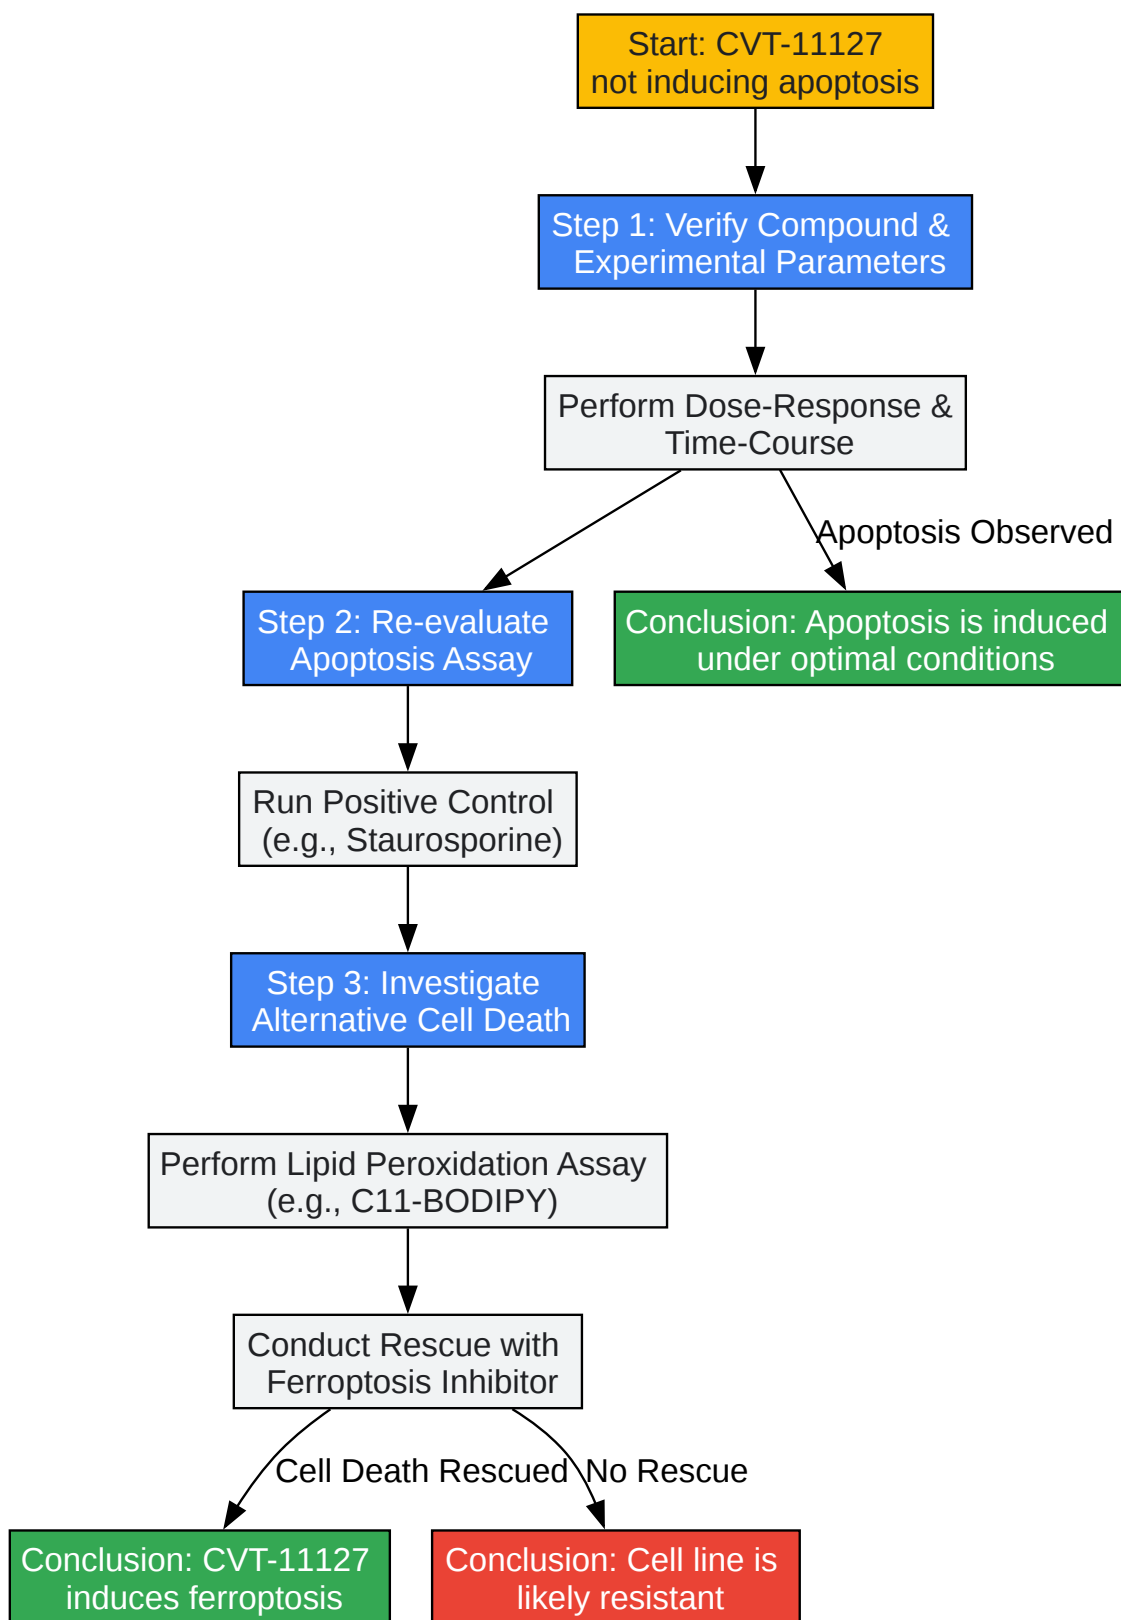 Start: CVT-11127
not inducing apoptosis
Step 1: Verify Compound &
Experimental Parameters
Perform Dose-Response &
Time-Course
Apoptosis Observed
Step 2: Re-evaluate
Apoptosis Assay
Conclusion: Apoptosis is induced
under optimal conditions
Run Positive Control
(e.g., Staurosporine)
Step 3: Investigate
Alternative Cell Death
Perform Lipid Peroxidation Assay
(e.g., C11-BODIPY)
Conduct Rescue with
Ferroptosis Inhibitor
Cell Death Rescued
No Rescue
Conclusion: CVT-11127
induces ferroptosis
Conclusion: Cell line is
likely resistant